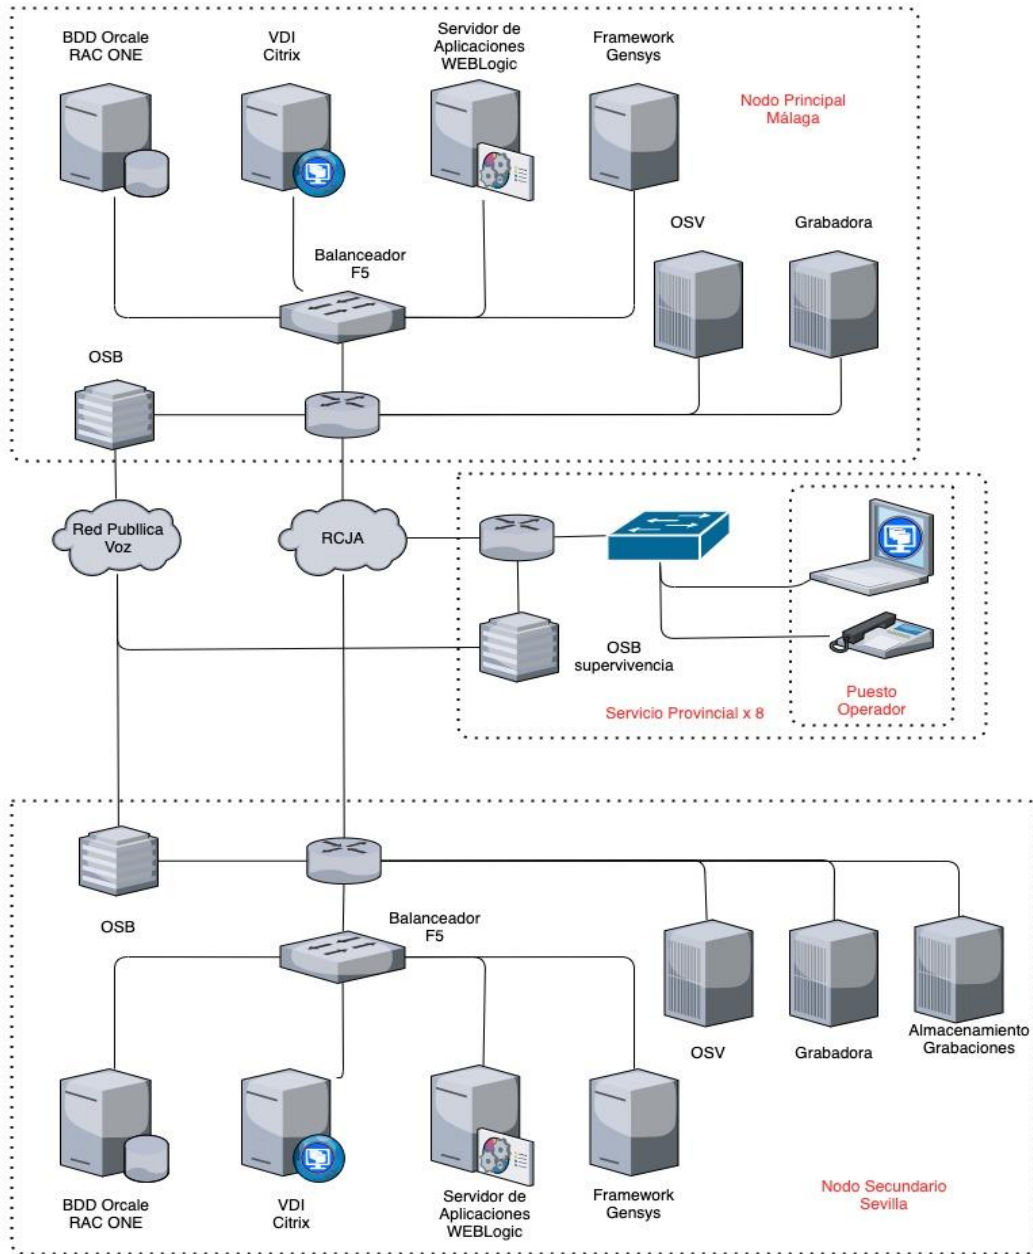 BDD Orcale
RAC ONE
VDI
Citrix
Servidor de
Aplicaciones
WEBLogic
Framework
Gensys
Nodo Principal
Málaga
OSV
Grabadora
Balanceador
F5
OSB
Red Publlica
Voz
RCJA
OSB
supervivencia
Servicio Provincial x 8
Puesto
Operador
OSB
Balanceador
F5
OSV
Grabadora
Almacenamiento
Grabaciones
BDD Orcale
RAC ONE
VDI
Citrix
Servidor de
Aplicaciones
WEBLogic
Framework
Gensys
Nodo Secundario
Sevilla